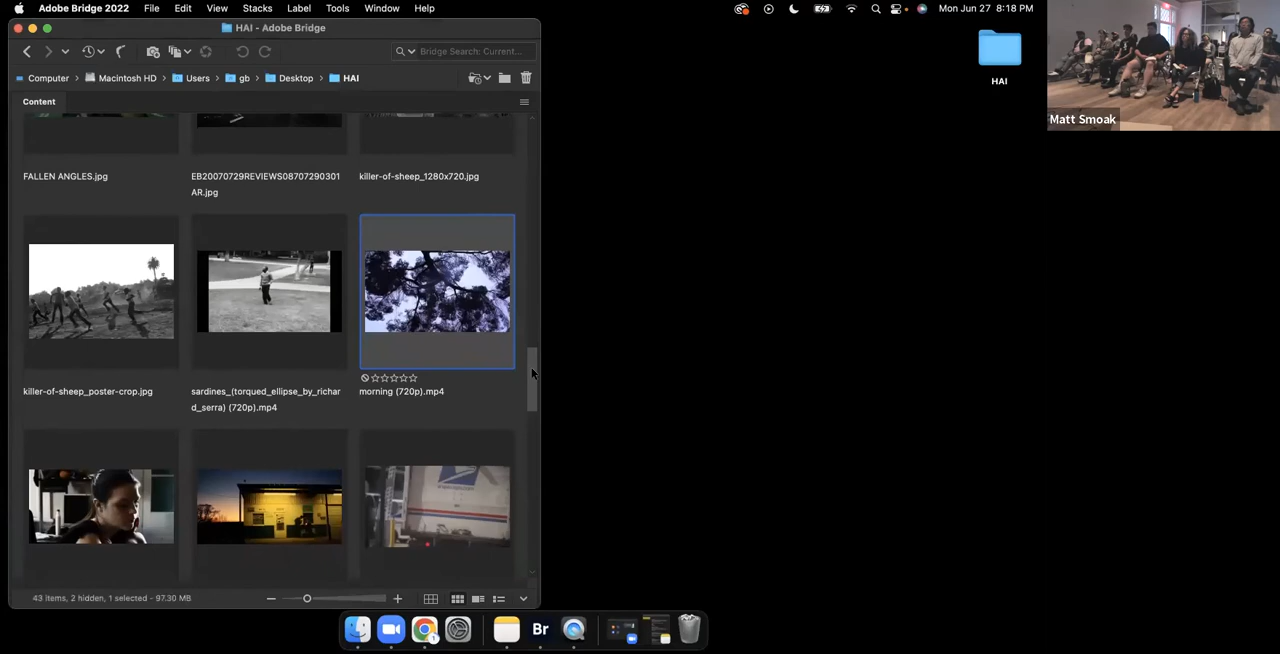 Adobe Bridge 2022 File Edit View Stacks Label Tools Window Help
Mon Jun 27 8:18 PM
HAI - Adobe Bridge
Bridge Search: Current...
Computer > Macintosh HD > Users > gb > Desktop > HAI
Content
FALLEN ANGLES.jpg
EB20070729REVIEWS08707290301
AR.jpg
killer-of-sheep_1280x720.jpg
killer-of-sheep_poster-crop.jpg
sardines_(torqued_ellipse_by_richar
d_serra) (720p).mp4
morning (720p).mp4
43 items, 2 hidden, 1 selected - 97.30 MB
HAI
Matt Smoak
Br